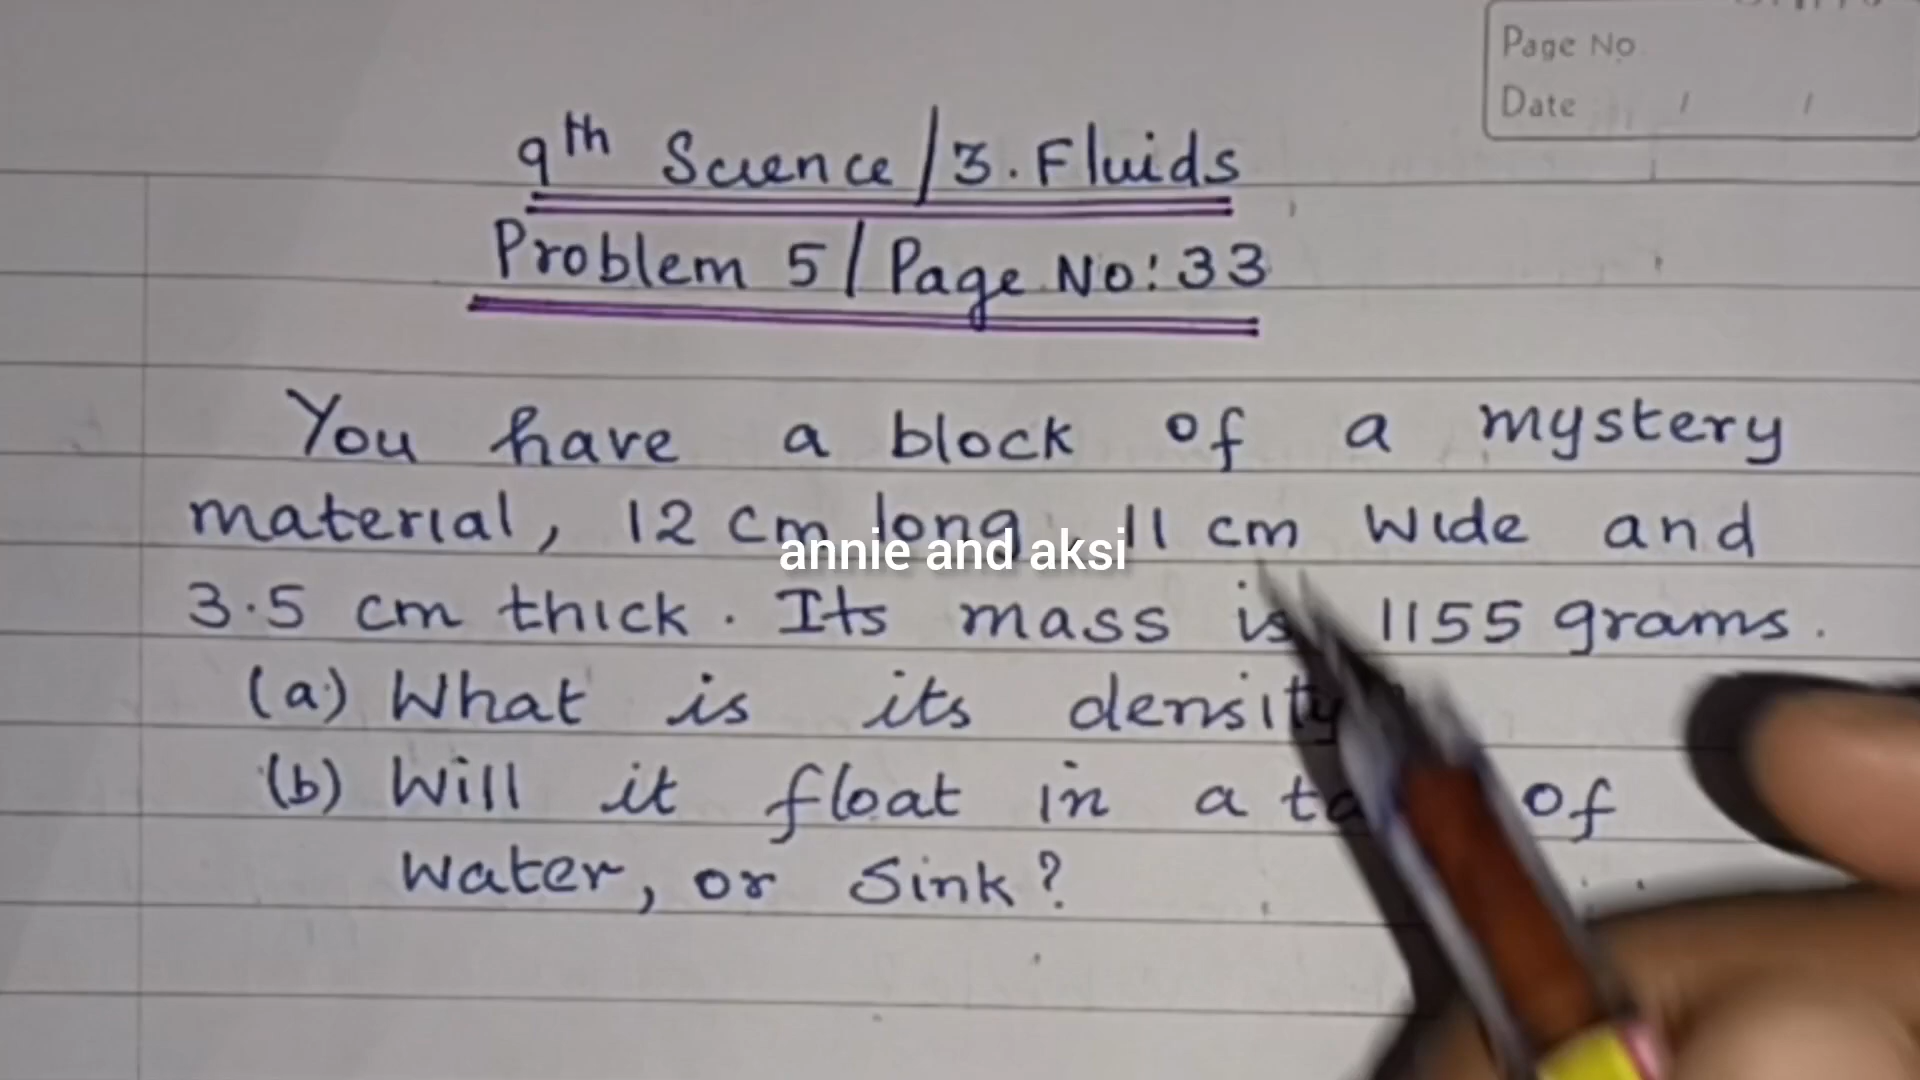 Page No
Date / /
9th Science / 3. Fluids
Problem 5 / Page No: 33
You have a block of a mystery
material, 12 cm long, 11 cm wide and
annie and aksi
3.5 cm thick. Its mass is 1155 grams.
(a) What is its density
(b) Will it float in a of
water, or sink?